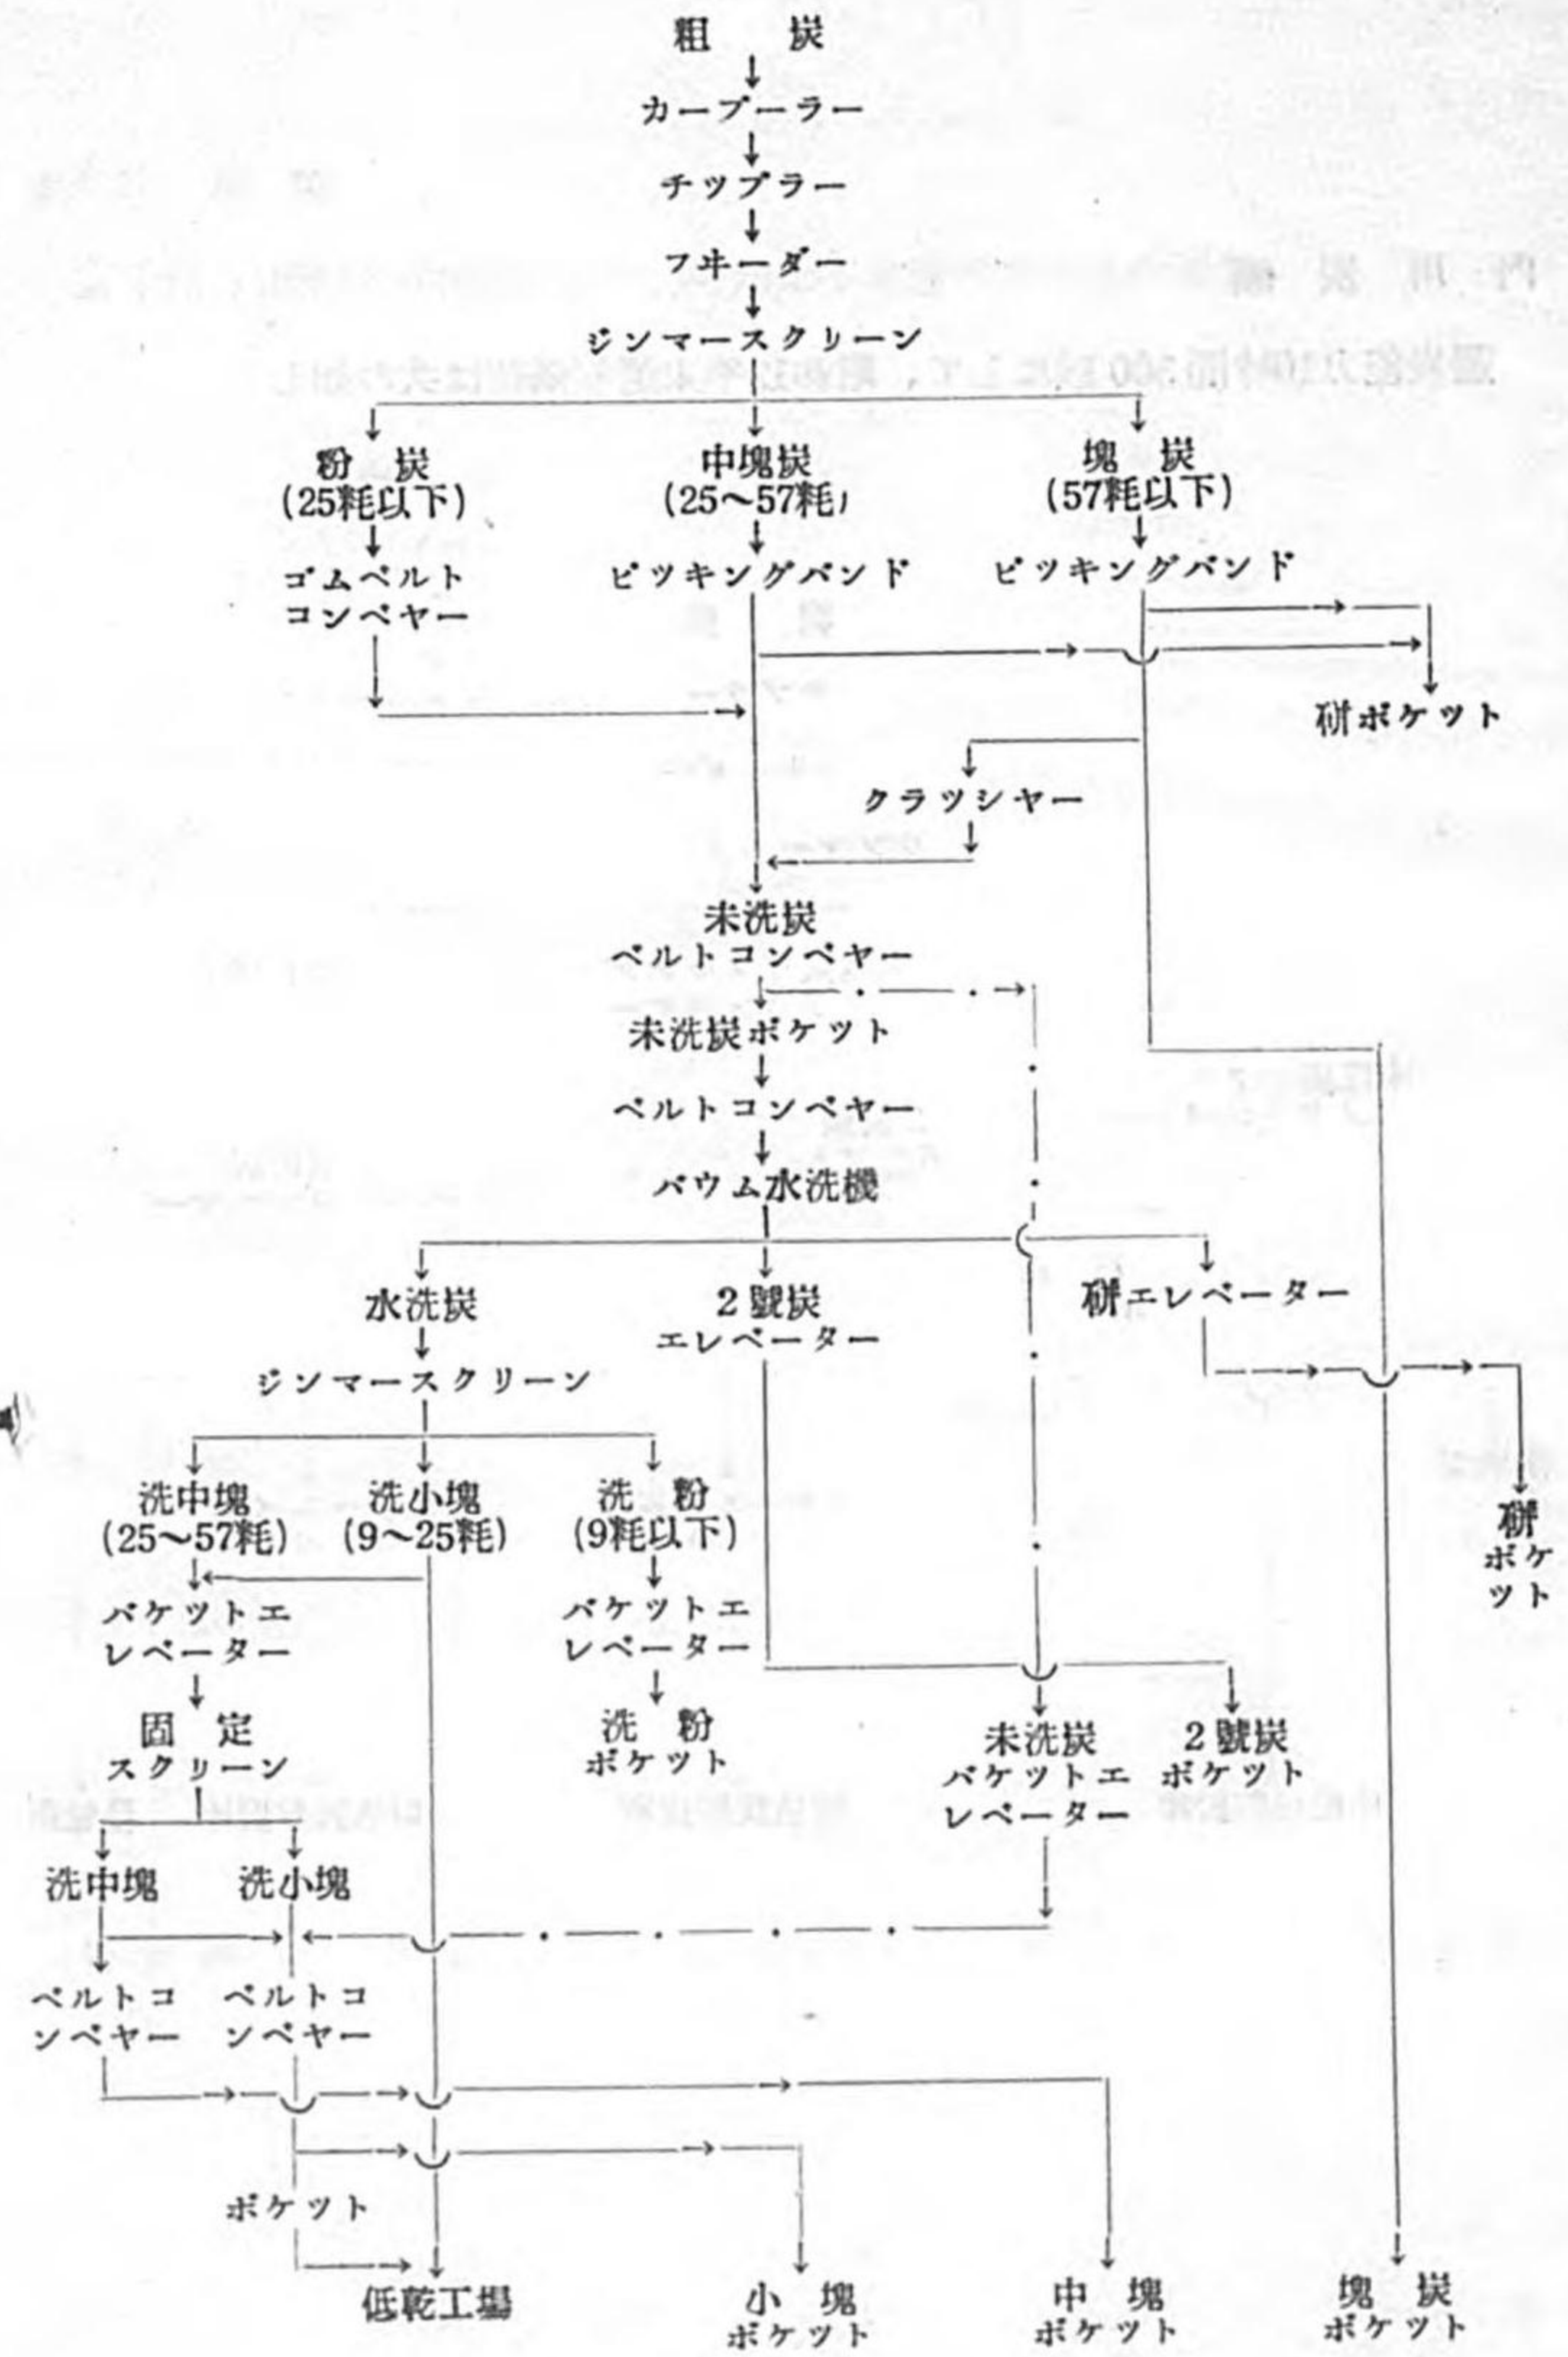 粗炭
カープーラー
チツプラー
フヰーダー
ジンマースクリーン
粉炭
(25粍以下)
中塊炭
(25～57粍)
塊炭
(57粍以下)
ゴムベルト
コンベヤー
ピツキングバンド
ピツキングバンド
硑ポケツト
クラツシヤー
未洗炭
ベルトコンベヤー
未洗炭ポケツト
ベルトコンベヤー
バウム水洗機
水洗炭
2號炭
エレベーター
硑エレベーター
ジンマースクリーン
洗中塊
(25～57粍)
洗小塊
(9～25粍)
洗粉
(9粍以下)
硑
ポケ
ツト
バケツトエ
レベーター
バケツトエ
レベーター
固定
スクリーン
洗粉
ポケツト
未洗炭
バケツトエ
レベーター
2號炭
ポケツト
洗中塊
洗小塊
ベルトコ
ンベヤー
ベルトコ
ンベヤー
ポケツト
低乾工場
小塊
ポケツト
中塊
ポケツト
塊炭
ポケツト